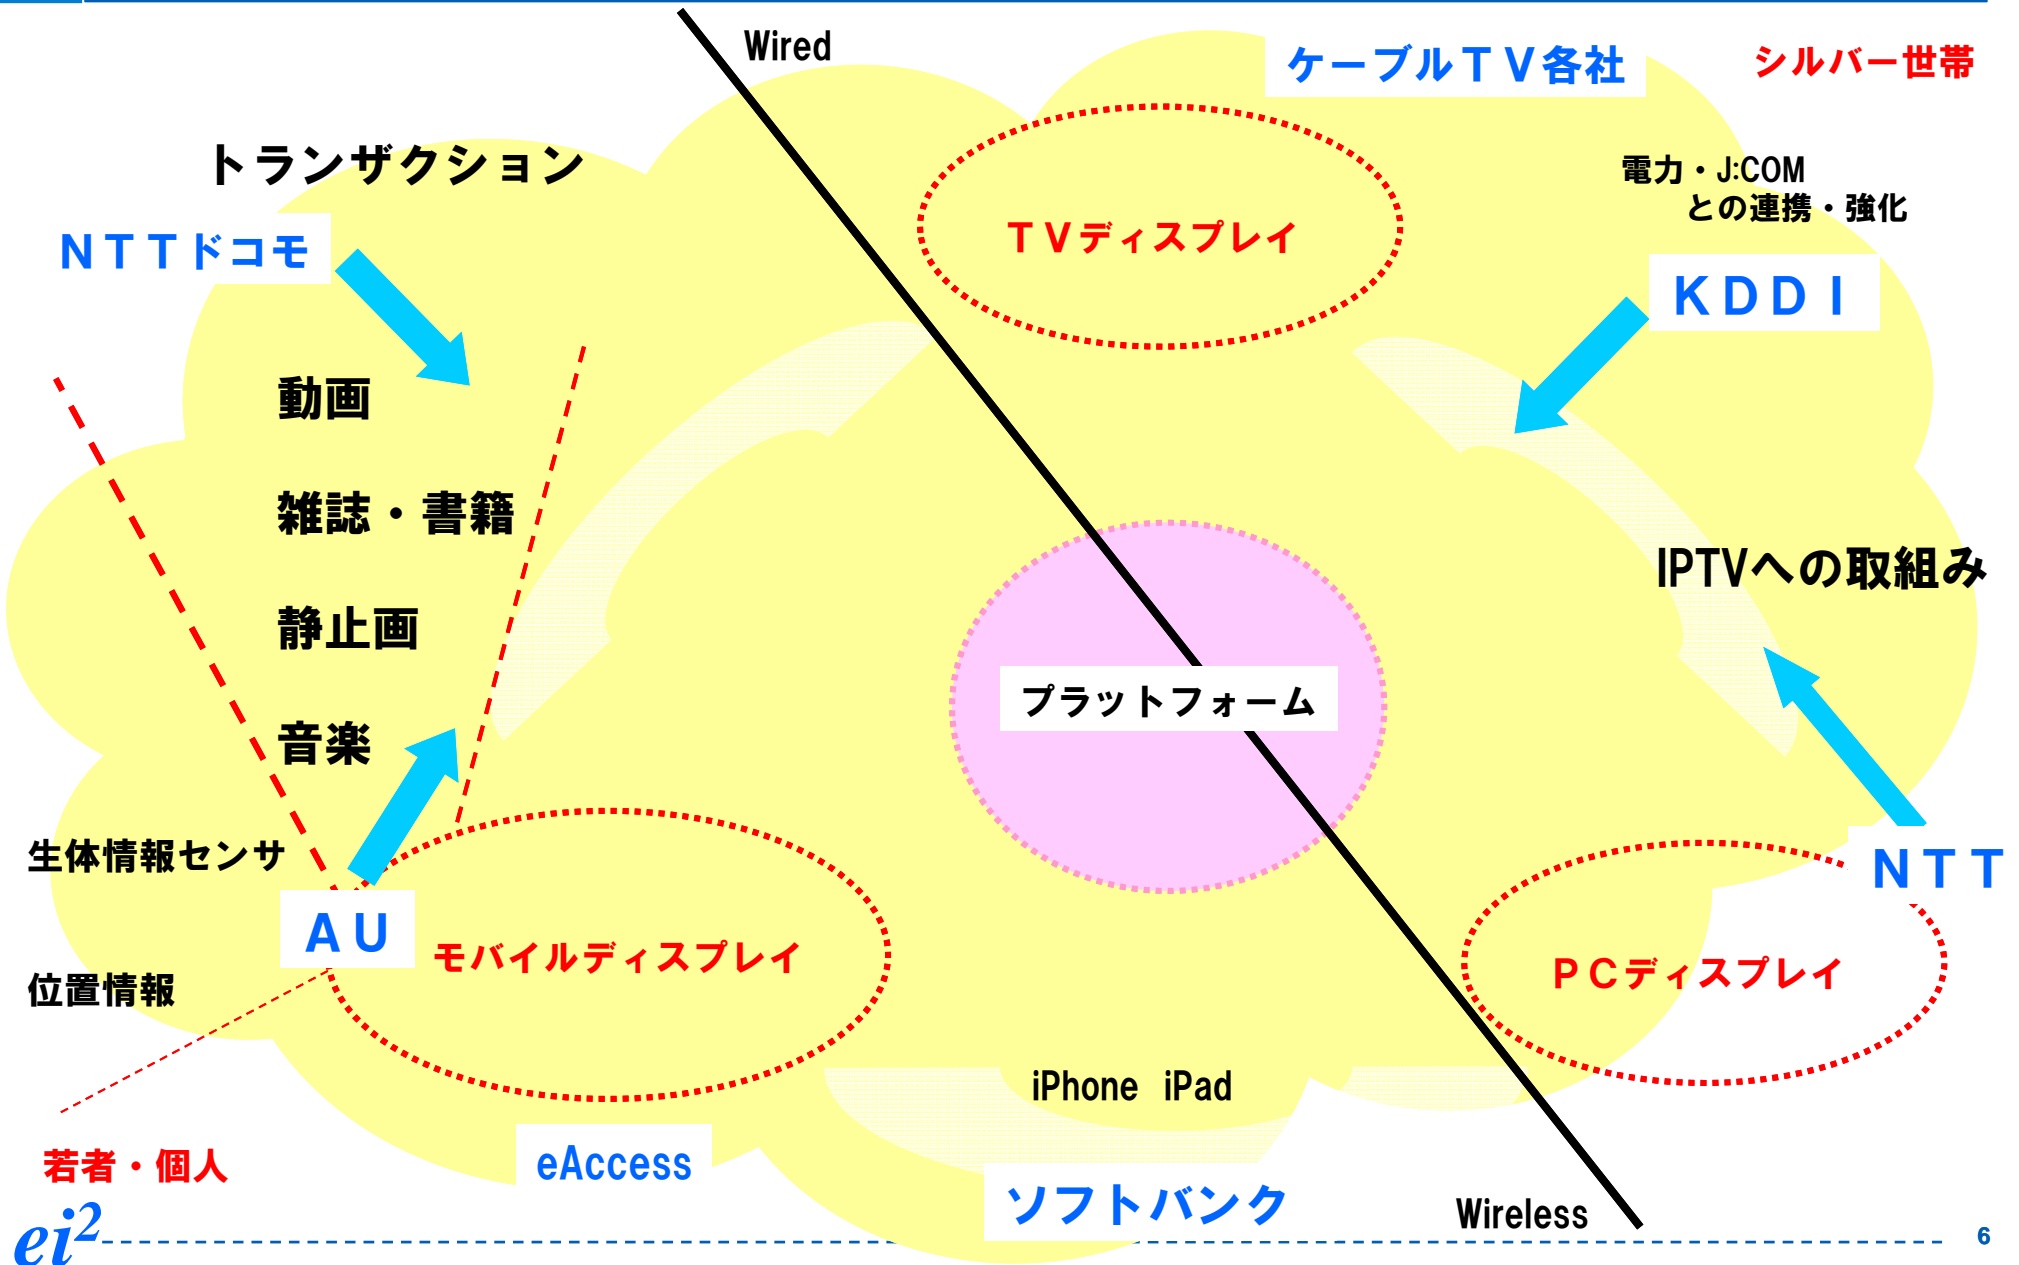 Wired
ケーブルＴＶ各社
シルバー世帯
トランザクション
電力・J:COM
との連携・強化
ＮＴＴドコモ
ＴＶディスプレイ
ＫＤＤＩ
動画
雑誌・書籍
IPTVへの取組み
静止画
プラットフォーム
音楽
生体情報センサ
ＮＴＴ
ＡＵ
モバイルディスプレイ
ＰＣディスプレイ
位置情報
iPhone iPad
若者・個人
eAccess
ソフトバンク
Wireless
ei²
6